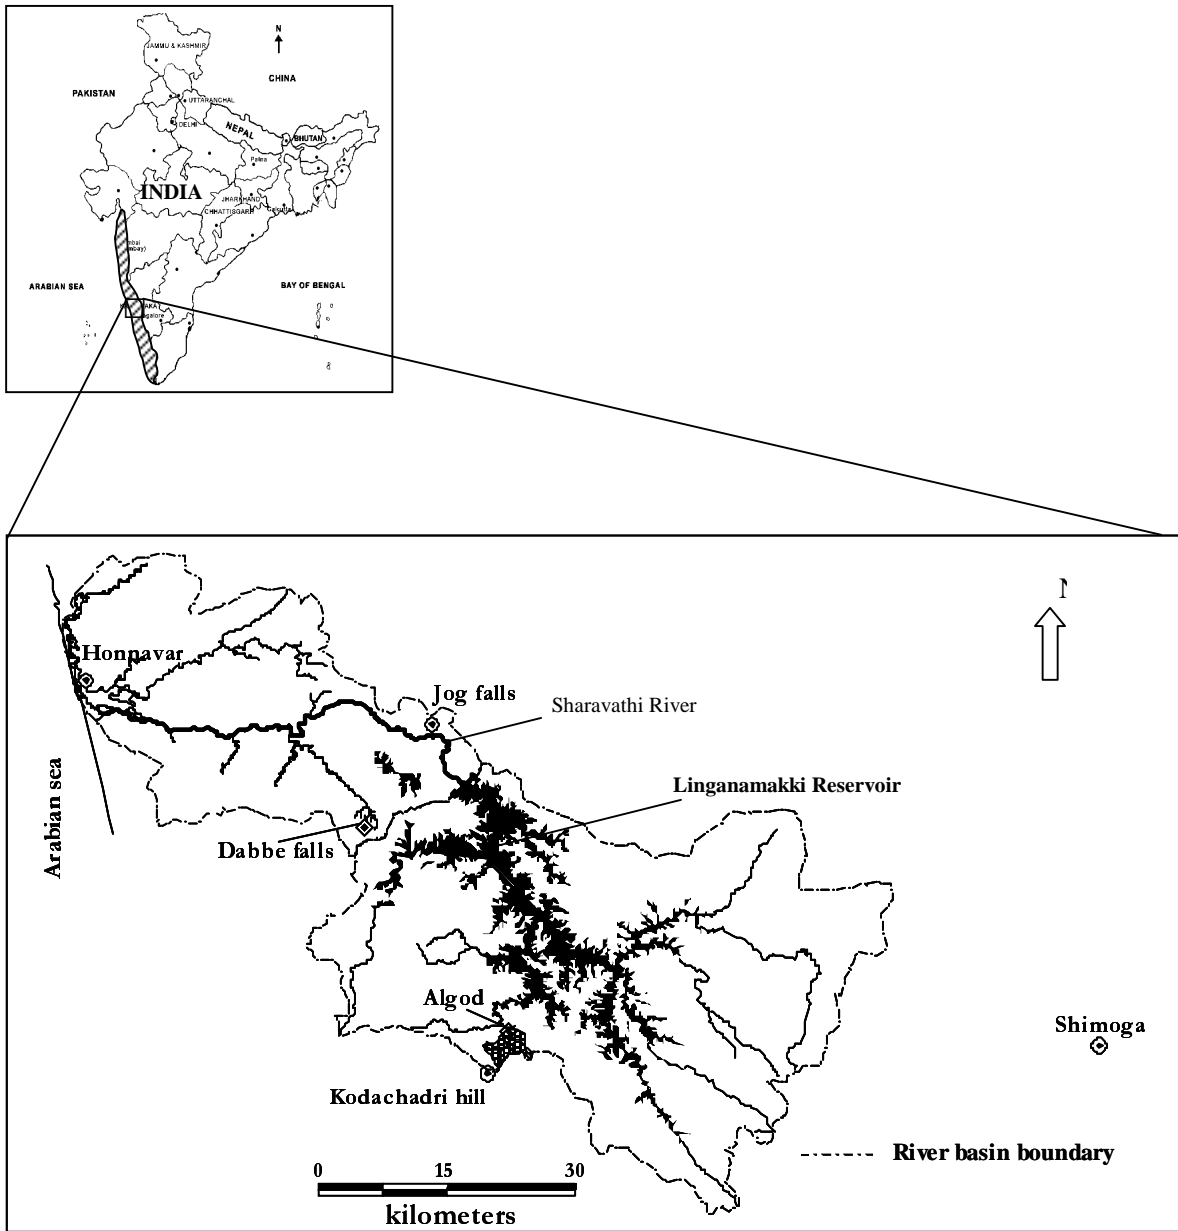 N
JAMMU & KASHMIR
CHINA
PAKISTAN
UTTARANCHAL
DELHI
NEPAL
BHUTAN
Patna
INDIA
JHARKHAND
CHHATTISGARH
Calcutta
ARABIAN SEA
BAY OF BENGAL
Honnavar
Jog falls
Sharavathi River
Linganamakki Reservoir
Arabian sea
Dabbe falls
Algod
Shimoga
Kodachadri hill
River basin boundary
0 15 30
kilometers